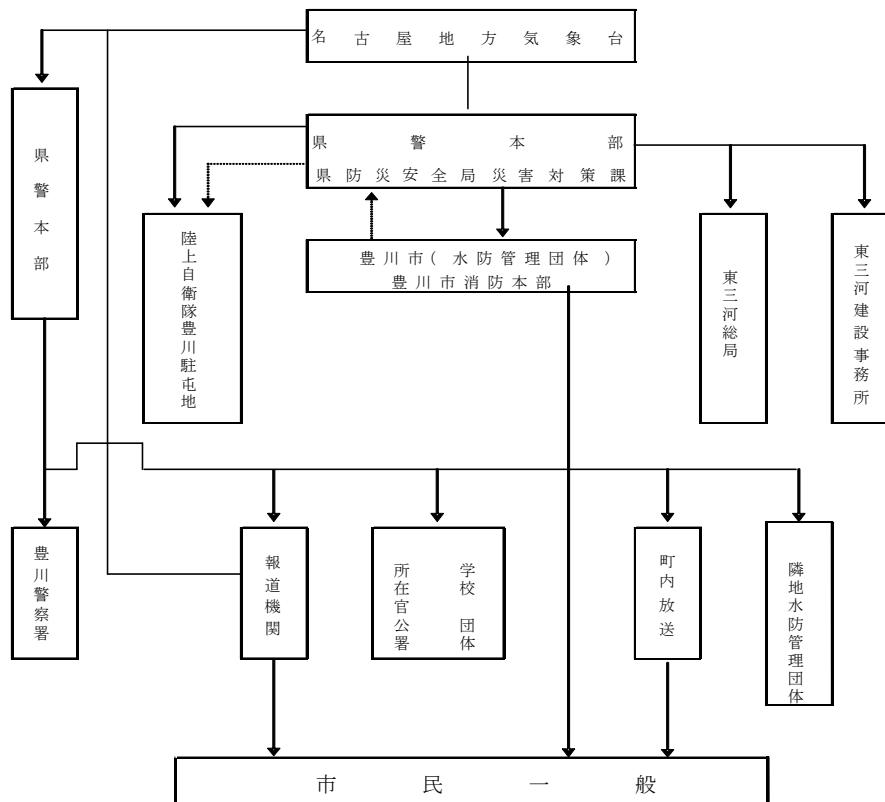 名古屋地方気象台
県警本部
県警本部
県防災安全局災害対策課
陸上自衛隊豊川駐屯地
豊川市(水防管理団体)
豊川市消防本部
東三河総局
東三河建設事務所
豊川警察署
報道機関
学校 団体
所在官公署
町内放送
隣地水防管理団体
市民一般